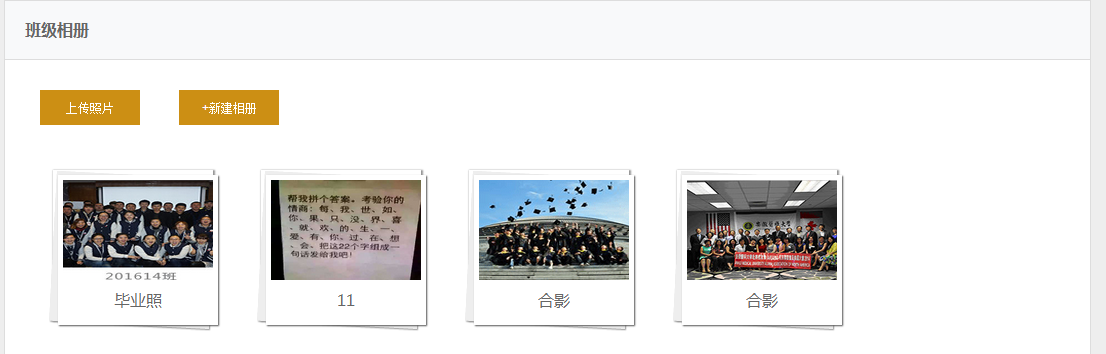 班级相册
上传照片
+新建相册
201614班
毕业照
帮我拼个答案。考验你的
情商：每、我、世、如、
你、果、只、没、界、喜
、就、欢、的、生、一、
爱、有、你、过、在、想
、会、把这22个字组成一
句话发给我吧！
11
合影
合影